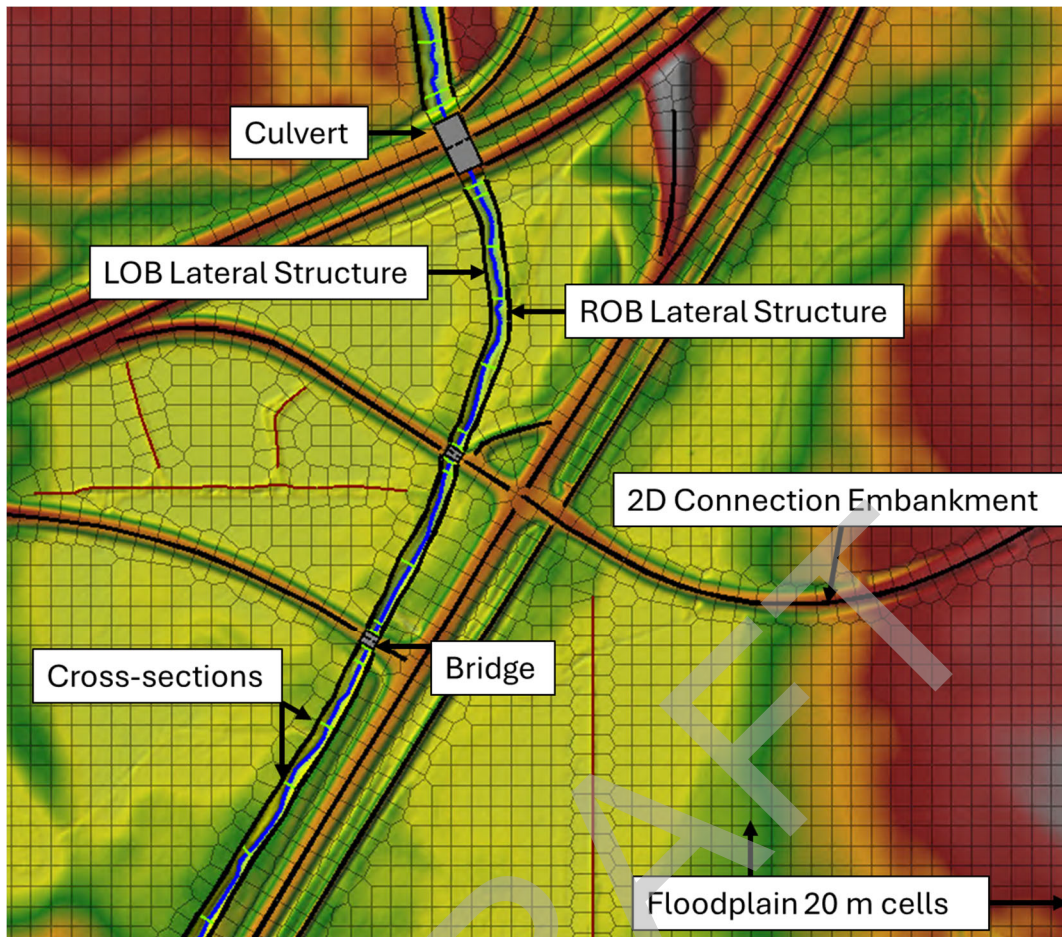 Culvert
LOB Lateral Structure
ROB Lateral Structure
2D Connection Embankment
Bridge
Cross-sections
Floodplain 20 m cells